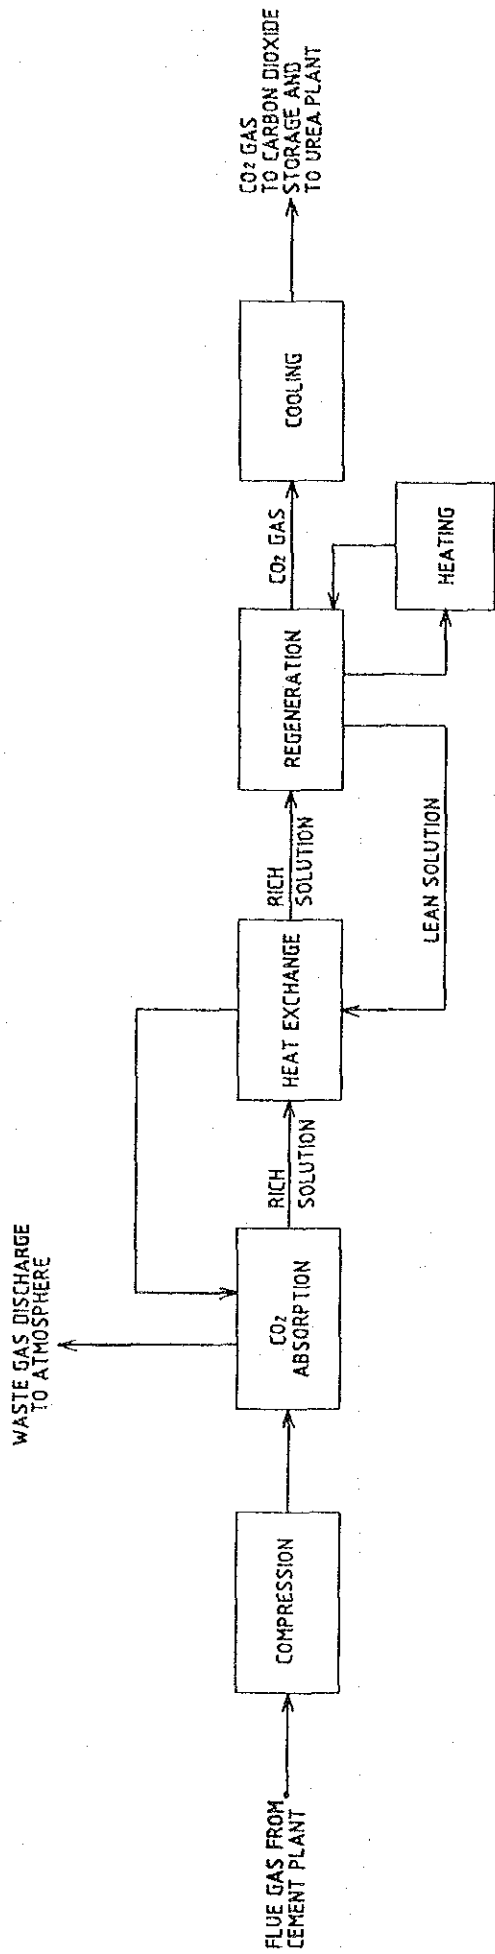 FLUE GAS FROM
CEMENT PLANT
COMPRESSION
CO2
ABSORPTION
WASTE GAS DISCHARGE
TO ATMOSPHERE
RICH
SOLUTION
HEAT EXCHANGE
RICH
SOLUTION
REGENERATION
LEAN SOLUTION
HEATING
CO2 GAS
COOLING
CO2 GAS
TO CARBON DIOXIDE
STORAGE AND
TO UREA PLANT